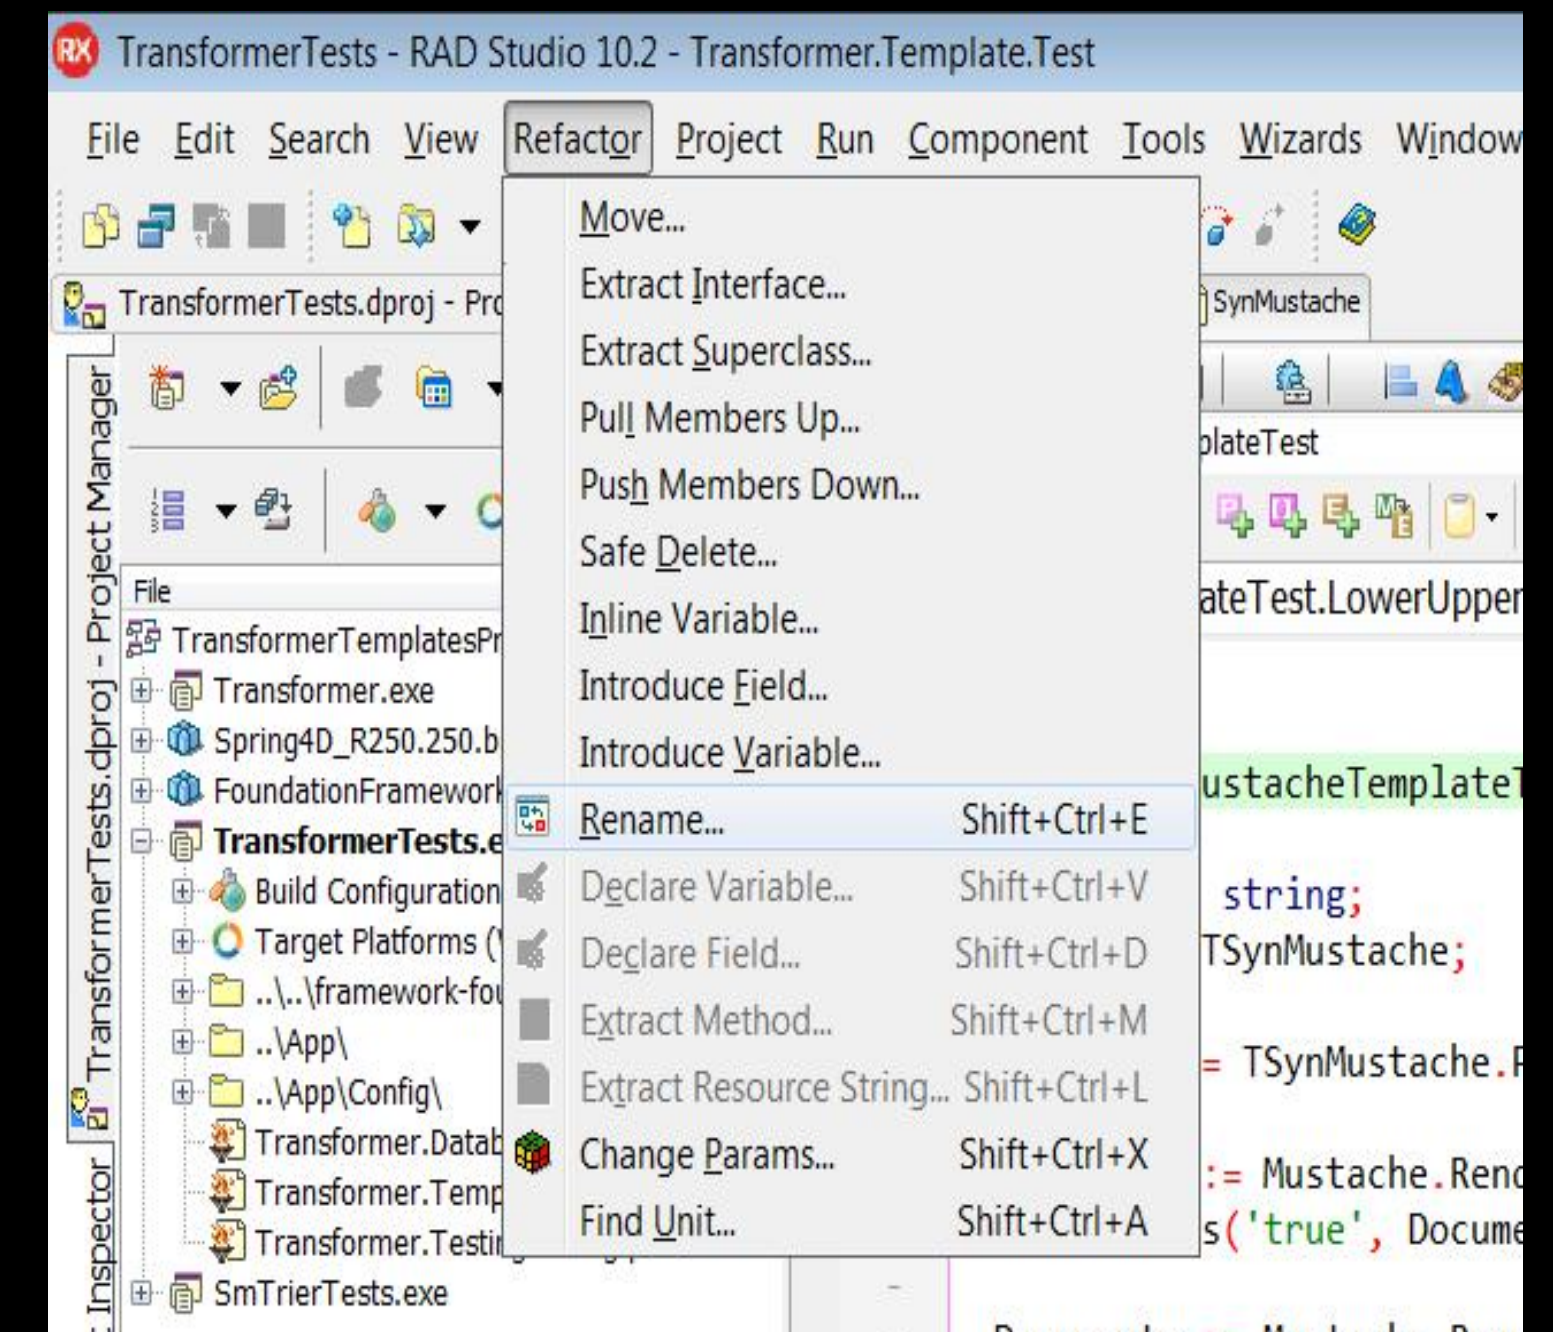 TransformerTests - RAD Studio 10.2 - Transformer.Template.Test
File Edit Search View Refactor Project Run Component Tools Wizards Window
TransformerTests.dproj - Pro
SynMustache
Move...
Extract Interface...
Extract Superclass...
Pull Members Up...
Push Members Down...
Safe Delete...
Inline Variable...
Introduce Field...
Introduce Variable...
Rename... Shift+Ctrl+E
Declare Variable... Shift+Ctrl+V
Declare Field... Shift+Ctrl+D
Extract Method... Shift+Ctrl+M
Extract Resource String... Shift+Ctrl+L
Change Params... Shift+Ctrl+X
Find Unit... Shift+Ctrl+A
TransformerTests.dproj - Project Manager
Inspector
File
TransformerTemplatesPr
Transformer.exe
Spring4D_R250.250.b
FoundationFramework
TransformerTests.e
Build Configuration
Target Platforms (
..\..\framework-fou
..\App\
..\App\Config\
Transformer.Datab
Transformer.Temp
Transformer.Testin
SmTrierTests.exe
plateTest
ateTest.LowerUpper
ustacheTemplateT
string;
TSynMustache;
= TSynMustache.P
:= Mustache.Rend
s('true', Docume